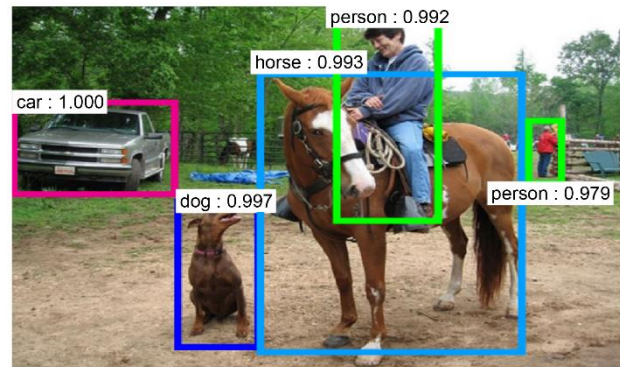 person : 0.992
horse : 0.993
car : 1.000
dog : 0.997
person : 0.979